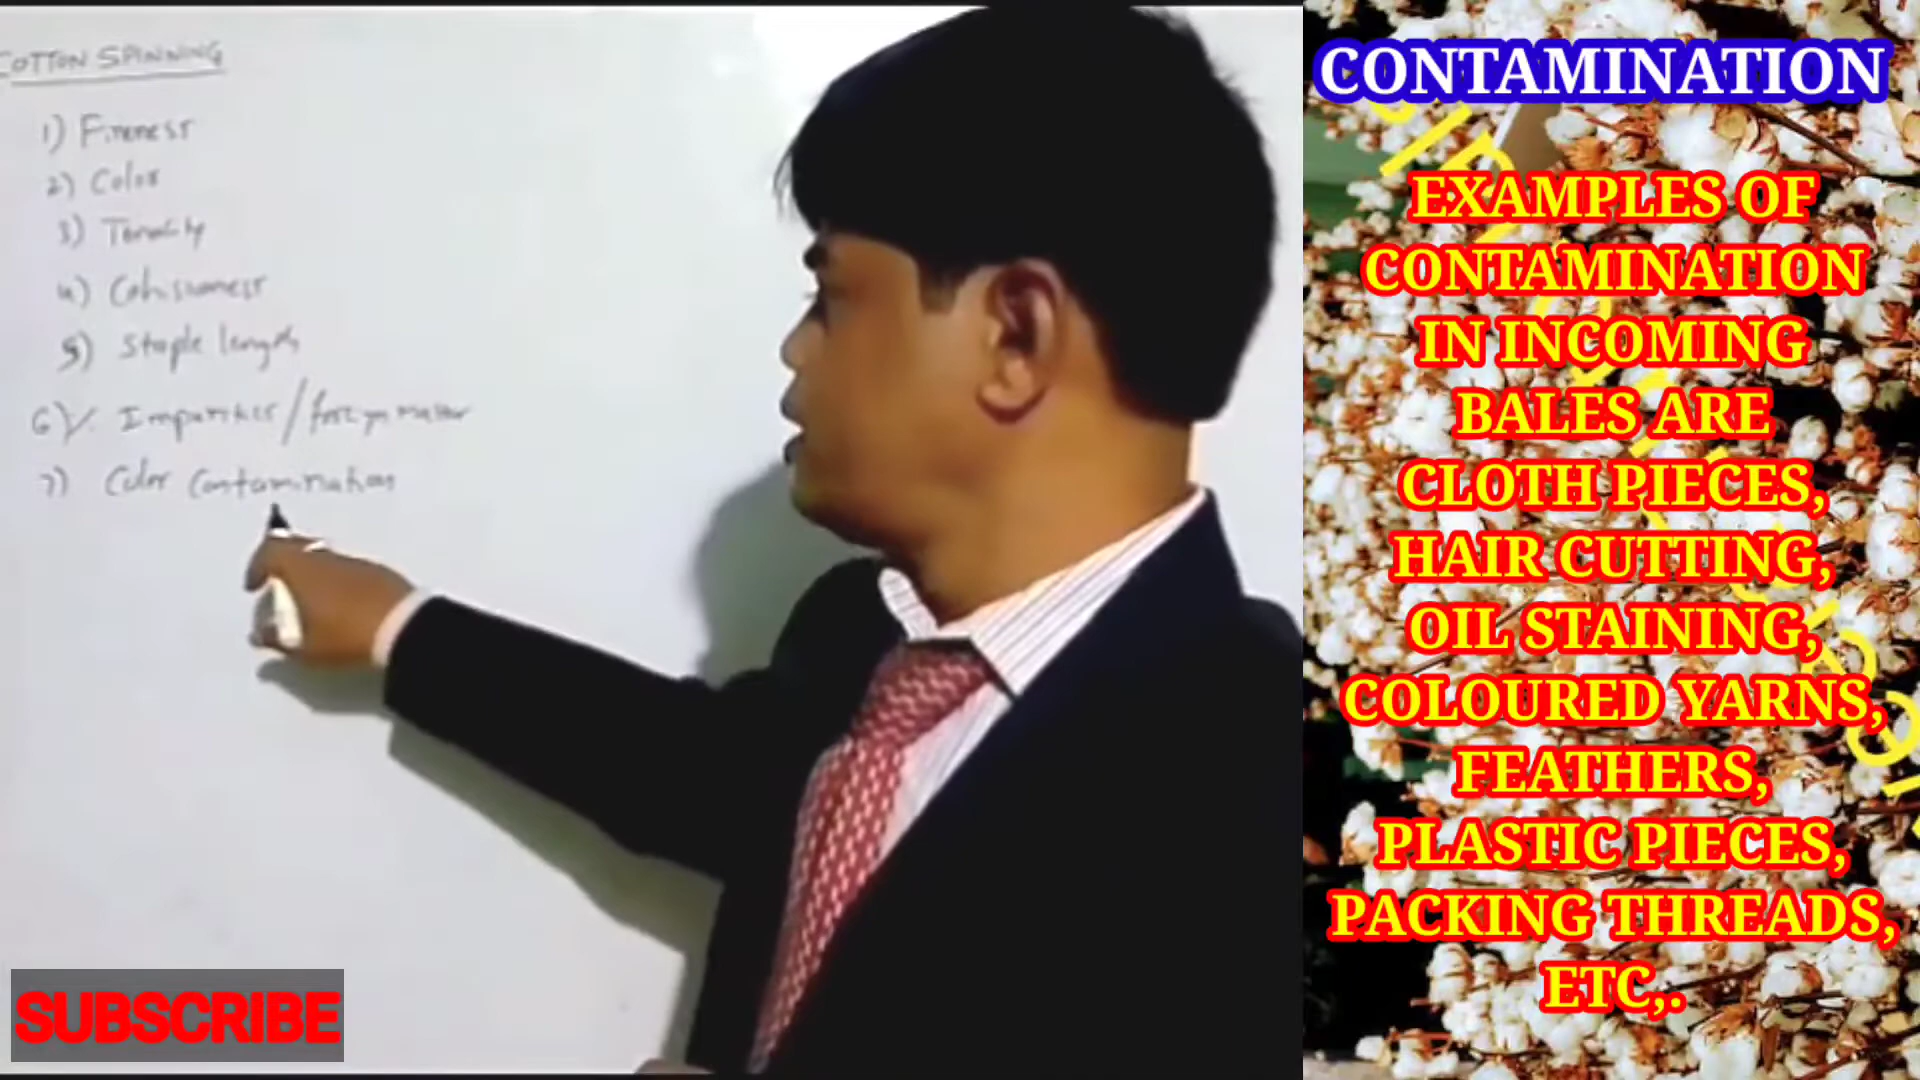 COTTON SPINNING
1) Fineness
2) Color
3) Tenacity
4) Cohisivness
5) Staple length
6) %. Impurities / foreign matter
7) Color Contamination
SUBSCRIBE
CONTAMINATION
EXAMPLES OF
CONTAMINATION
IN INCOMING
BALES ARE
CLOTH PIECES,
HAIR CUTTING,
OIL STAINING,
COLOURED YARNS,
FEATHERS,
PLASTIC PIECES,
PACKING THREADS,
ETC,.